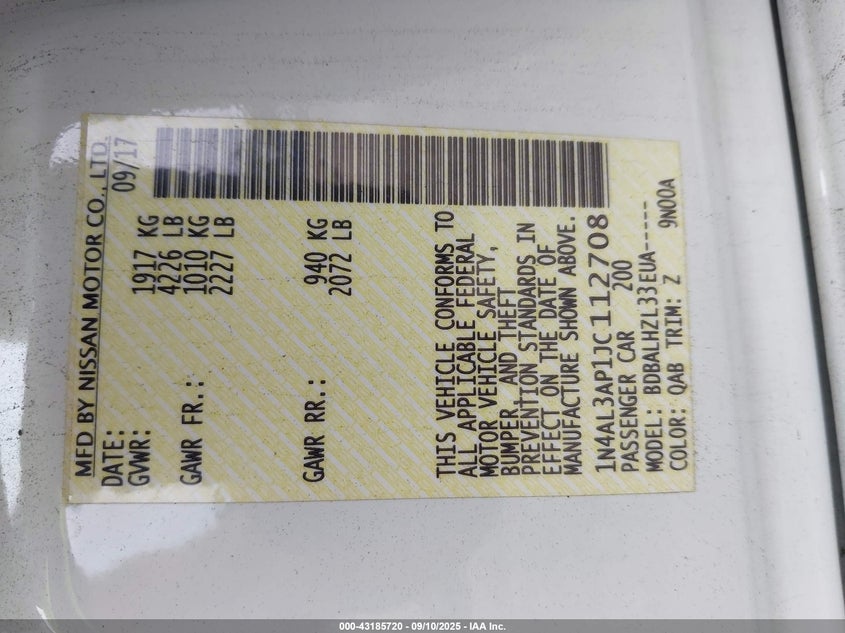 MFD BY NISSAN MOTOR CO., LTD.
DATE: 09/17
GVWR: 1917 KG
4226 LB
GAWR FR.: 1010 KG
2227 LB
GAWR RR.: 940 KG
2072 LB
THIS VEHICLE CONFORMS TO
ALL APPLICABLE FEDERAL
MOTOR VEHICLE SAFETY,
BUMPER, AND THEFT
PREVENTION STANDARDS IN
EFFECT ON THE DATE OF
MANUFACTURE SHOWN ABOVE.
1N4AL3AP1JC112708
PASSENGER CAR 200
MODEL: BDBALHZL33EUA-----
COLOR: QAB TRIM: Z 9N00A
000-43185720 - 09/10/2025 - IAA Inc.